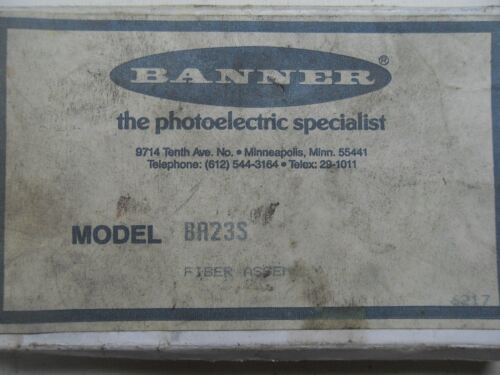 BANNER®
the photoelectric specialist
9714 Tenth Ave. No. • Minneapolis, Minn. 55441
Telephone: (612) 544-3164 • Telex: 29-1011
MODEL BA23S
FIBER ASSEM
6217